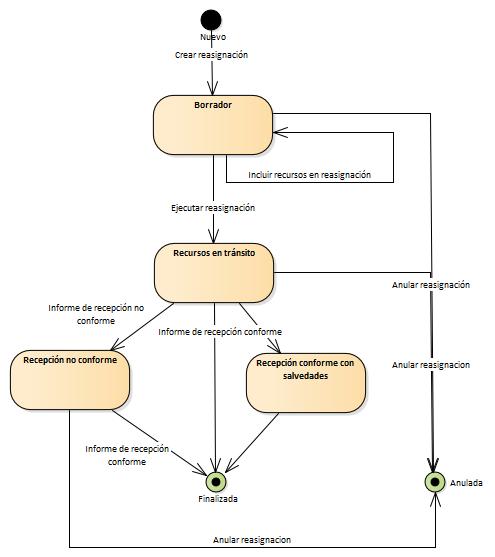 Nuevo
Crear reasignación
Borrador
Incluir recursos en reasignación
Ejecutar reasignación
Recursos en tránsito
Anular reasignación
Informe de recepción no
conforme
Informe de recepción conforme
Recepción no conforme
Recepción conforme con
salvedades
Anular reasignacion
Informe de recepción
conforme
Finalizada
Anulada
Anular reasignacion